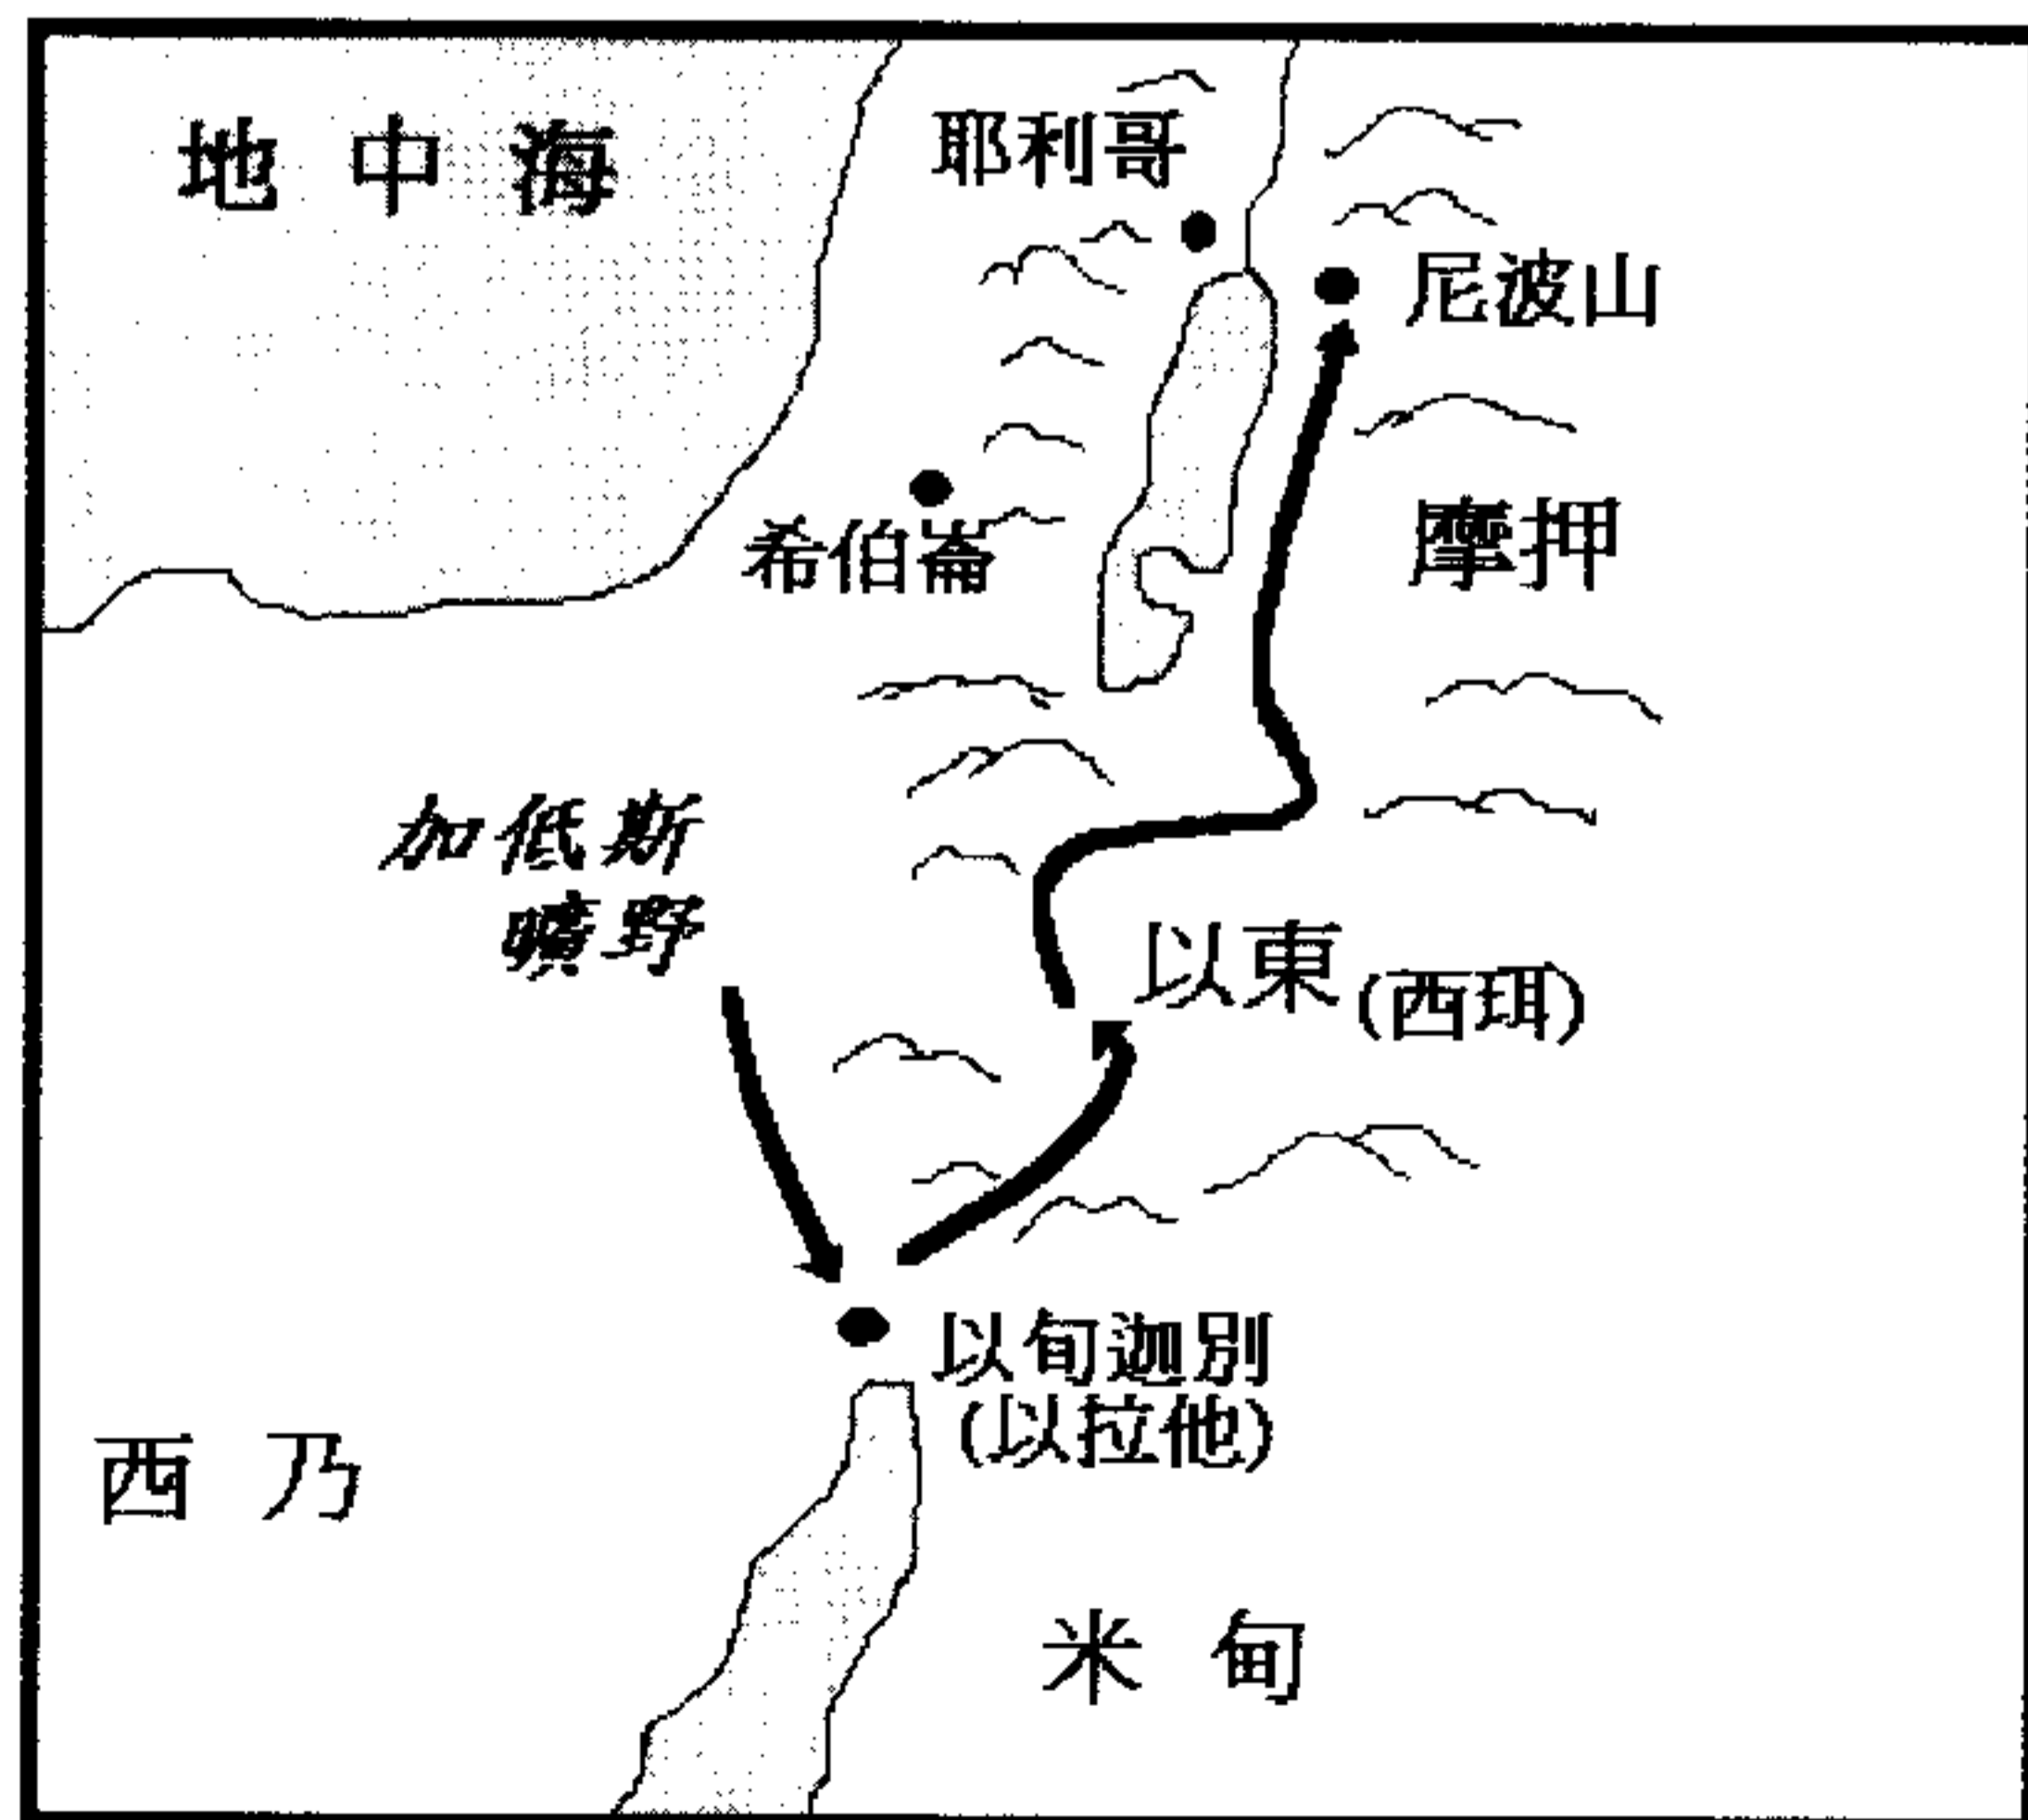 地中海
耶利哥
尼波山
希伯崙
摩押
加低斯
曠野
以東(西珥)
以旬迦別
(以拉他)
西乃
米甸